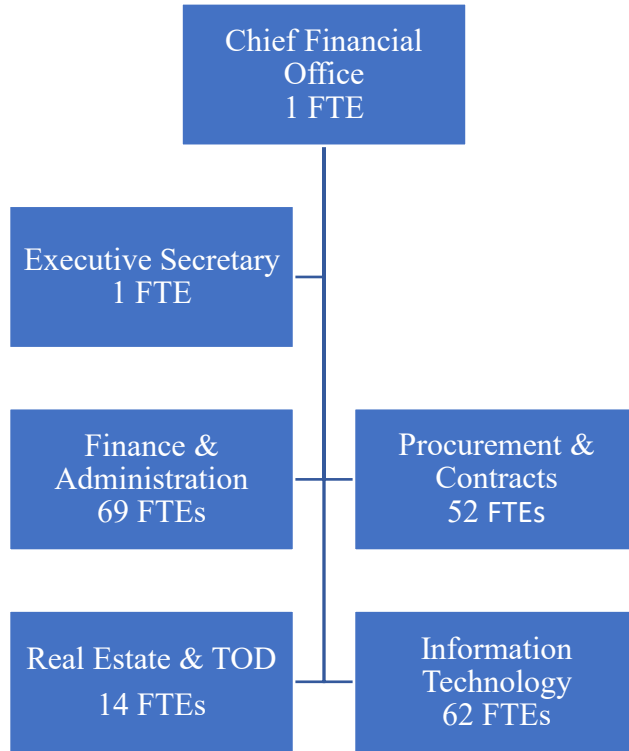 Chief Financial
Office
1 FTE
Executive Secretary
1 FTE
Finance &
Administration
69 FTEs
Procurement &
Contracts
52 FTEs
Real Estate & TOD
14 FTEs
Information
Technology
62 FTEs